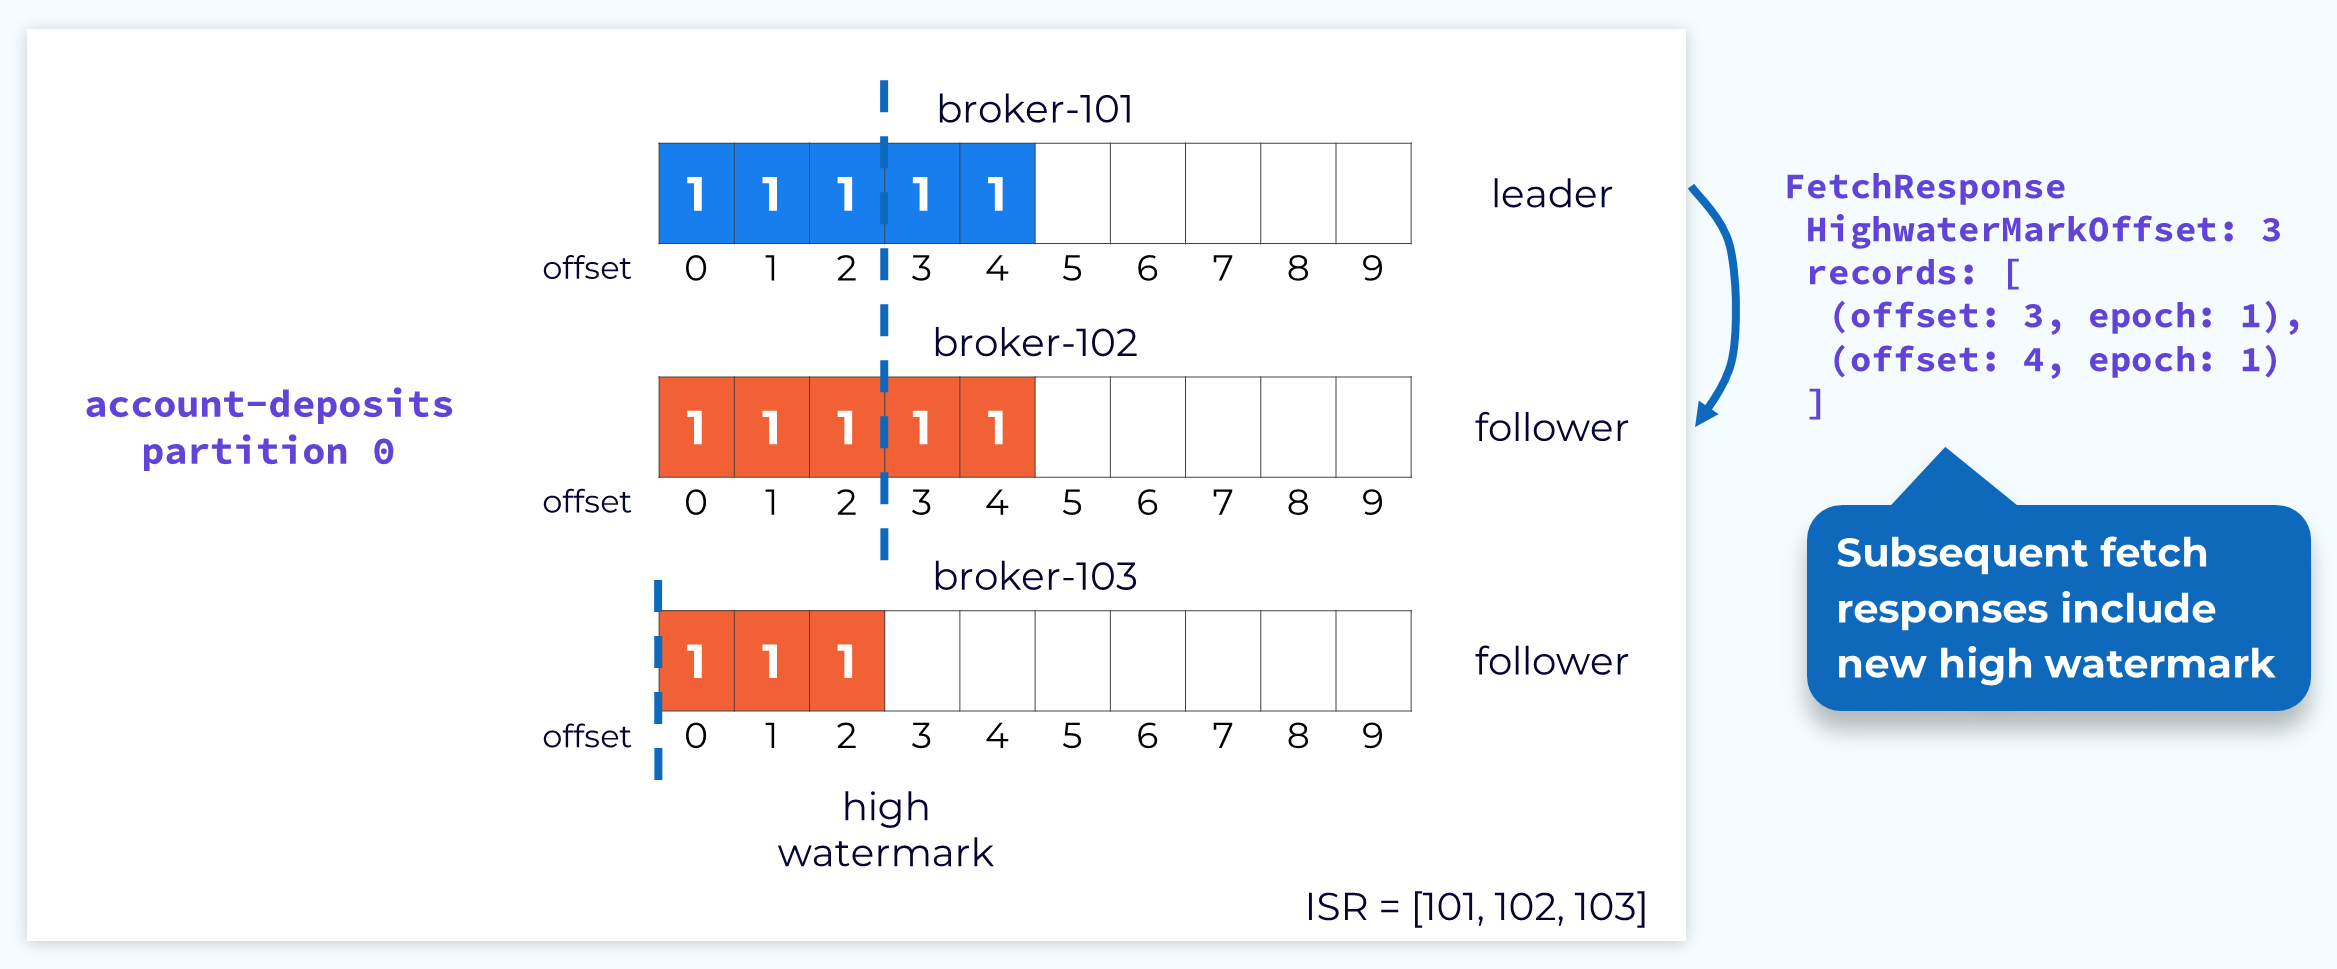 broker-101
1 1 1 1 1
leader
offset 0 1 2 3 4 5 6 7 8 9
broker-102
account-deposits
partition 0
1 1 1 1 1
follower
offset 0 1 2 3 4 5 6 7 8 9
broker-103
1 1 1
follower
offset 0 1 2 3 4 5 6 7 8 9
high
watermark
ISR = [101, 102, 103]
FetchResponse
HighwaterMarkOffset: 3
records: [
(offset: 3, epoch: 1),
(offset: 4, epoch: 1)
]
Subsequent fetch
responses include
new high watermark